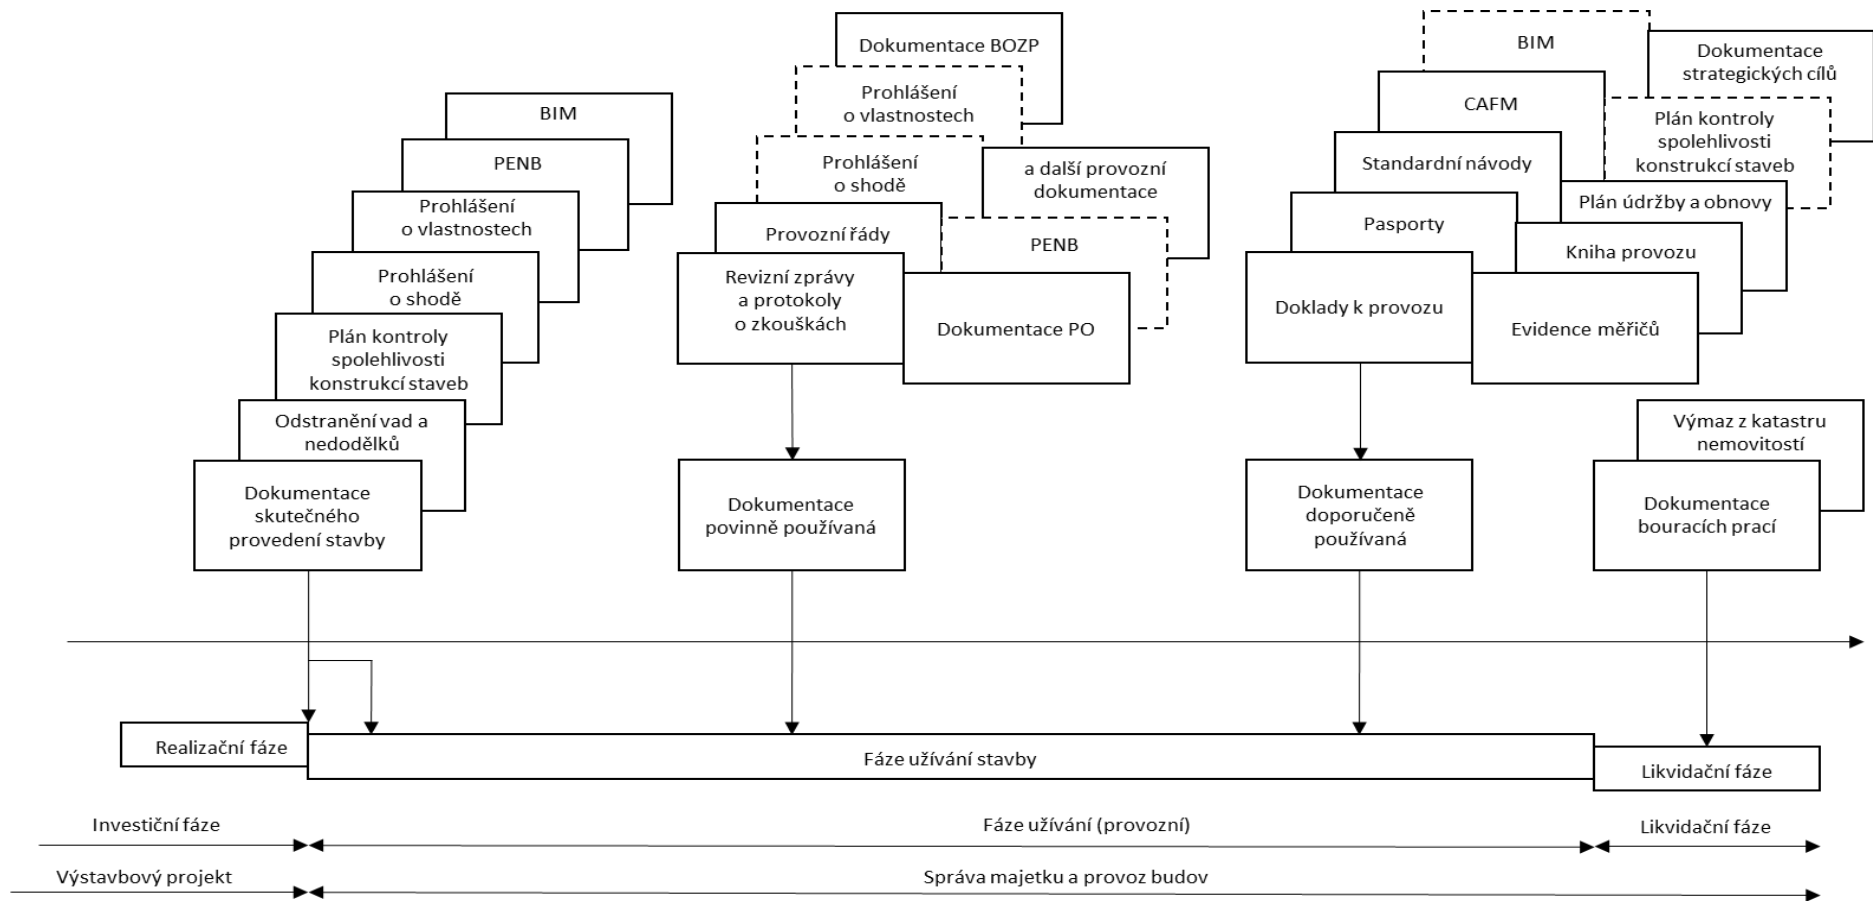 BIM
PENB
Prohlášení
o vlastnostech
Prohlášení
o shodě
Plán kontroly
spolehlivosti
konstrukcí staveb
Odstranění vad a
nedodělků
Dokumentace
skutečného
provedení stavby
Dokumentace BOZP
Prohlášení
o vlastnostech
Prohlášení
o shodě
Provozní řády
Revizní zprávy
a protokoly
o zkouškách
a další provozní
dokumentace
PENB
Dokumentace PO
Dokumentace
povinně používaná
BIM
CAFM
Standardní návody
Pasporty
Doklady k provozu
Dokumentace
strategických cílů
Plán kontroly
spolehlivosti
konstrukcí staveb
Plán údržby a obnovy
Kniha provozu
Evidence měřičů
Dokumentace
doporučeně
používaná
Výmaz z katastru
nemovitostí
Dokumentace
bouracích prací
Realizační fáze
Fáze užívání stavby
Likvidační fáze
Investiční fáze
Fáze užívání (provozní)
Likvidační fáze
Výstavbový projekt
Správa majetku a provoz budov